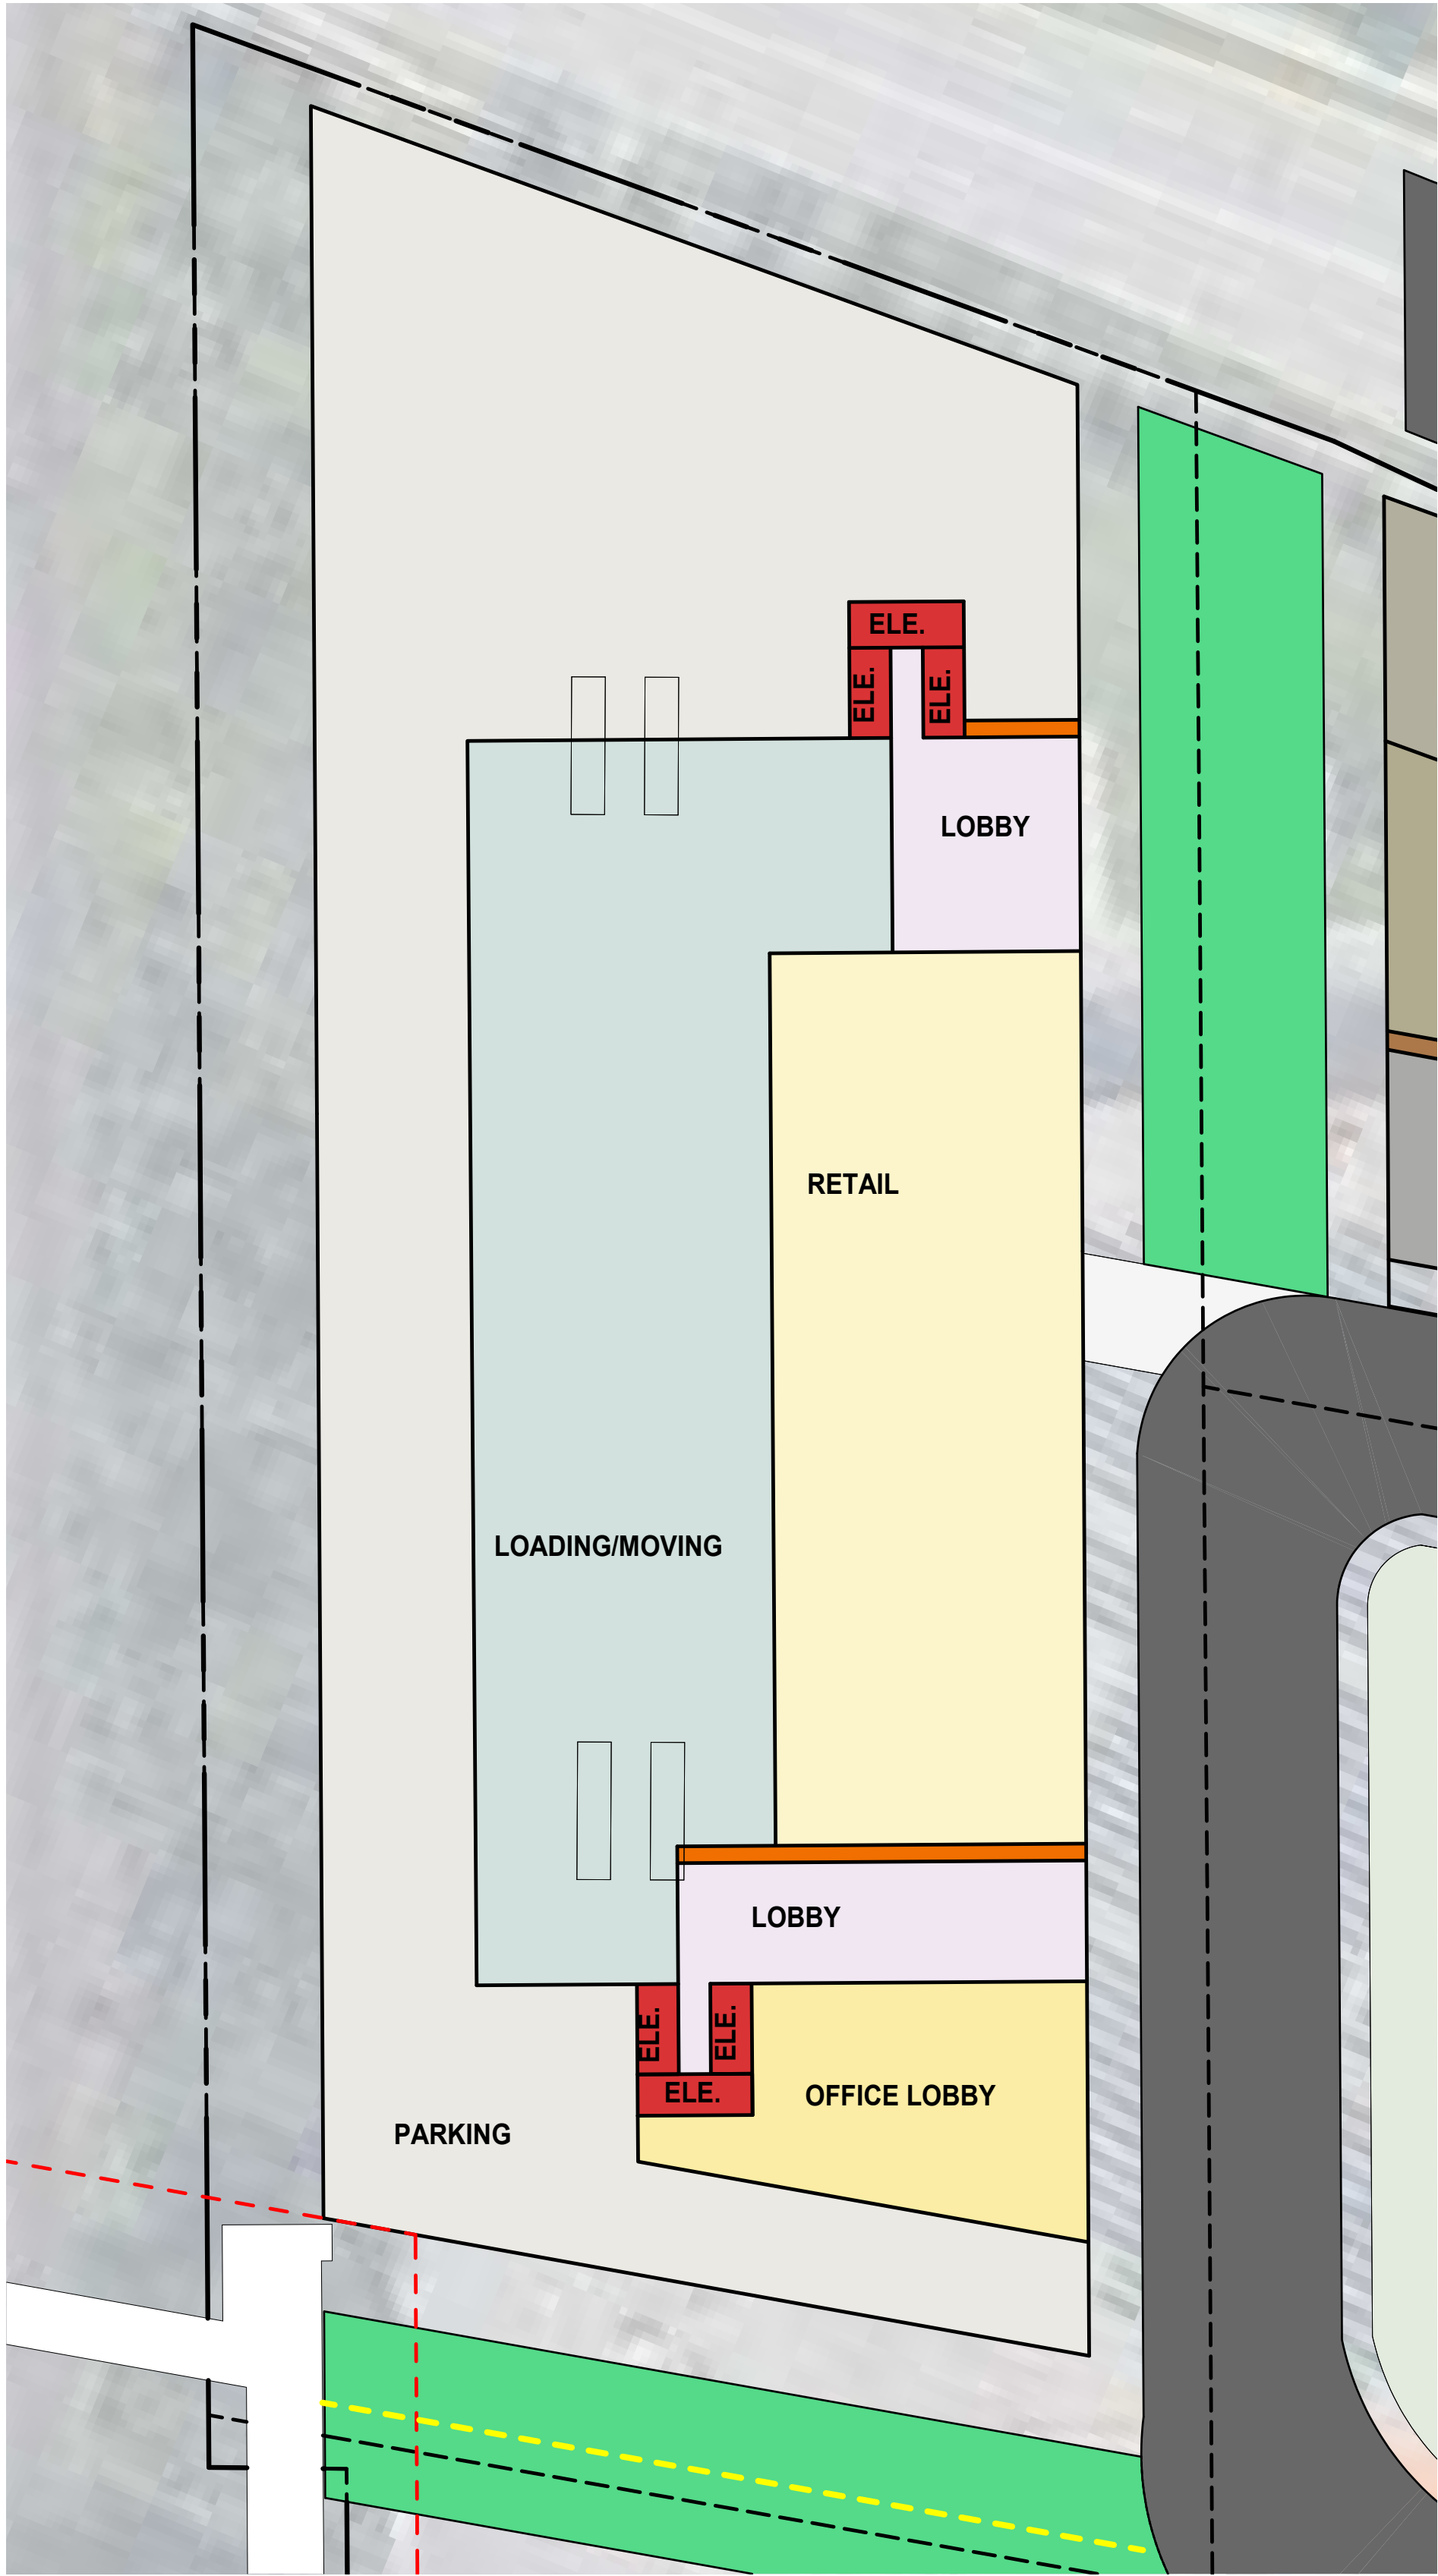 ELE.
ELE.
ELE.
LOBBY
RETAIL
LOADING/MOVING
LOBBY
ELE.
ELE.
ELE.
OFFICE LOBBY
PARKING